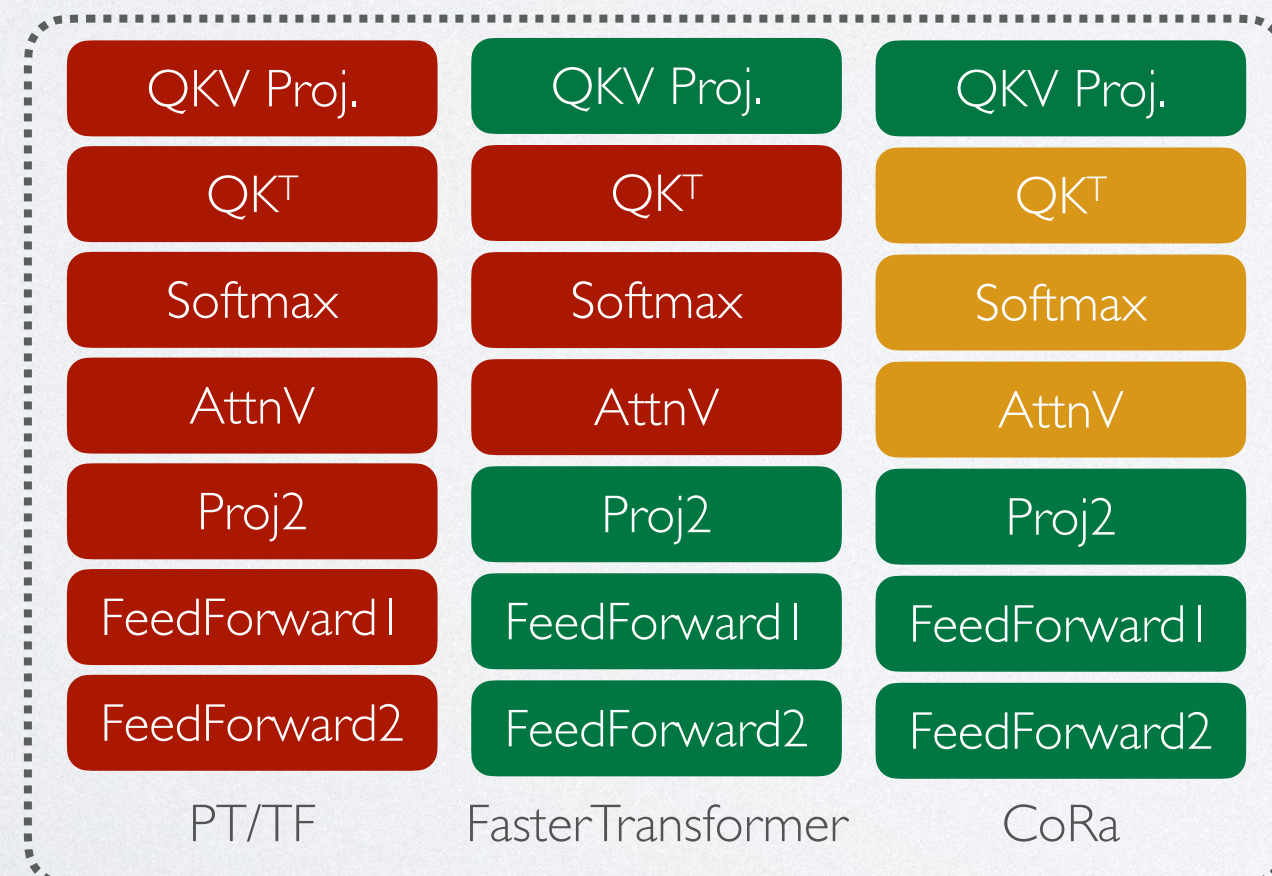 QKV Proj. QKV Proj. QKV Proj.
QKᵀ QKᵀ QKᵀ
Softmax Softmax Softmax
AttnV AttnV AttnV
Proj2 Proj2 Proj2
FeedForward1 FeedForward1 FeedForward1
FeedForward2 FeedForward2 FeedForward2
PT/TF FasterTransformer CoRa